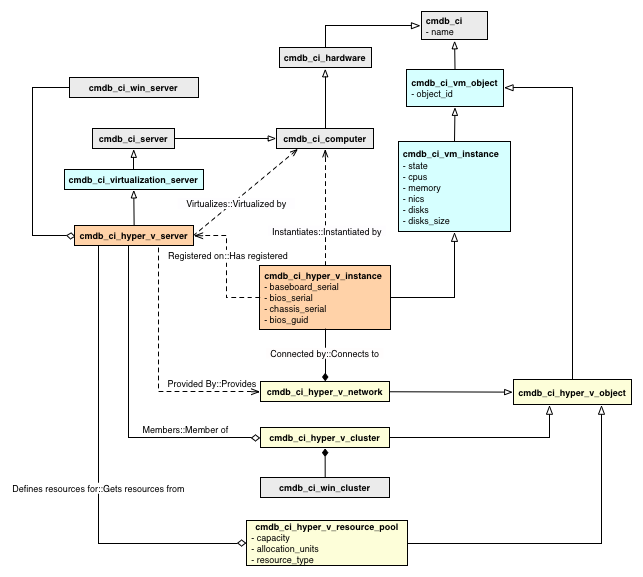 cmdb_ci
- name
cmdb_ci_hardware
cmdb_ci_win_server
cmdb_ci_vm_object
- object_id
cmdb_ci_server
cmdb_ci_computer
cmdb_ci_vm_instance
- state
- cpus
- memory
- nics
- disks
- disks_size
cmdb_ci_virtualization_server
Virtualizes::Virtualized by
cmdb_ci_hyper_v_server
Instantiates::Instantiated by
Registered on::Has registered
cmdb_ci_hyper_v_instance
- baseboard_serial
- bios_serial
- chassis_serial
- bios_guid
Connected by::Connects to
Provided By::Provides
cmdb_ci_hyper_v_network
cmdb_ci_hyper_v_object
Members::Member of
cmdb_ci_hyper_v_cluster
Defines resources for::Gets resources from
cmdb_ci_win_cluster
cmdb_ci_hyper_v_resource_pool
- capacity
- allocation_units
- resource_type